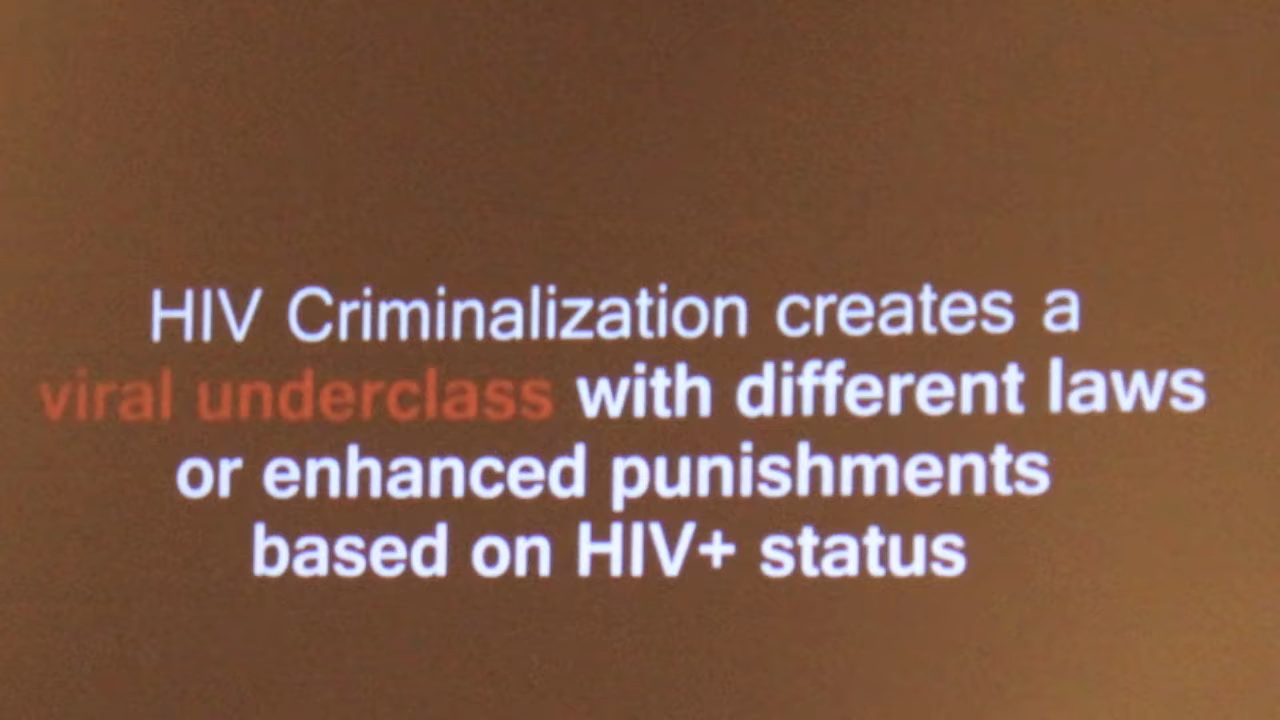 HIV Criminalization creates a
viral underclass with different laws
or enhanced punishments
based on HIV+ status